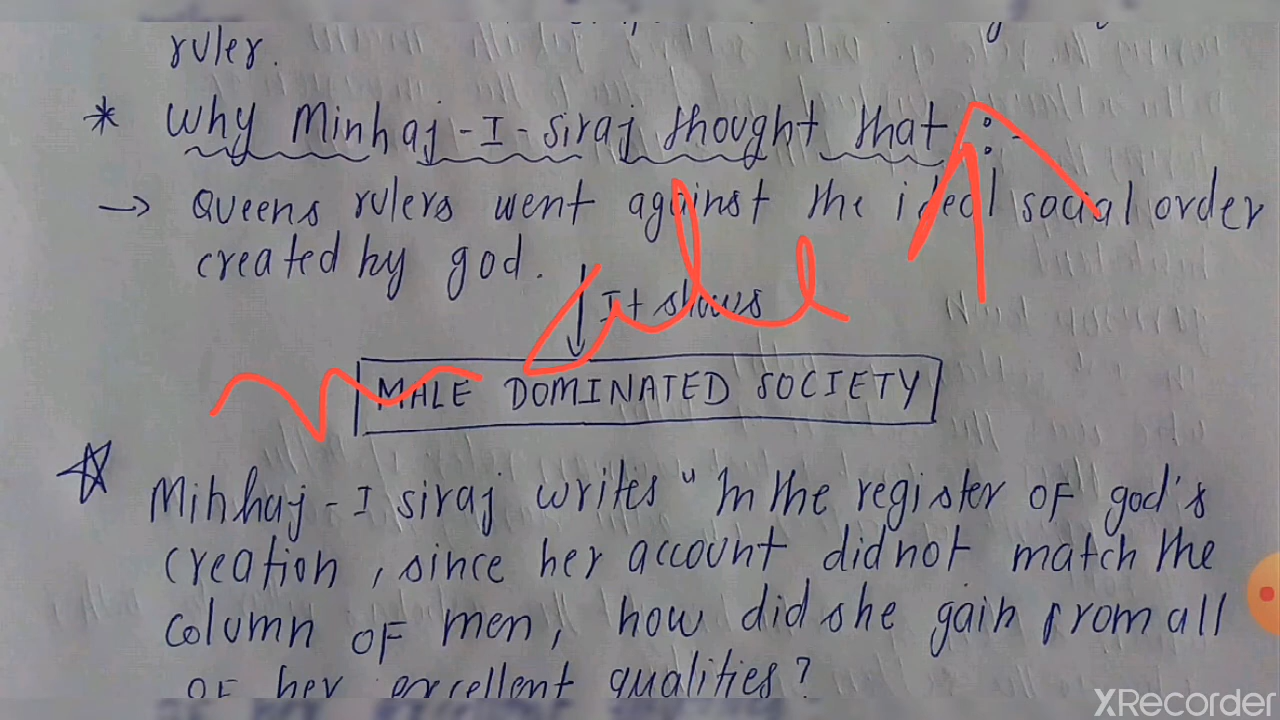 ruler.
* Why Minhaj-I-siraj thought that :-
→ Queens rulers went against the ideal social order
created by god.
It shows
male
MALE DOMINATED SOCIETY
☆ Minhaj-I siraj writes "In the register of god's
creation, since her account did not match the
column of men, how did she gain from all
of her excellent qualities?
XRecorder